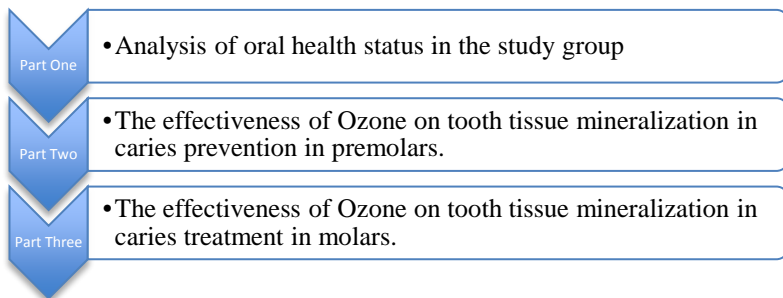 Part One
•Analysis of oral health status in the study group
Part Two
•The effectiveness of Ozone on tooth tissue mineralization in
caries prevention in premolars.
Part Three
•The effectiveness of Ozone on tooth tissue mineralization in
caries treatment in molars.